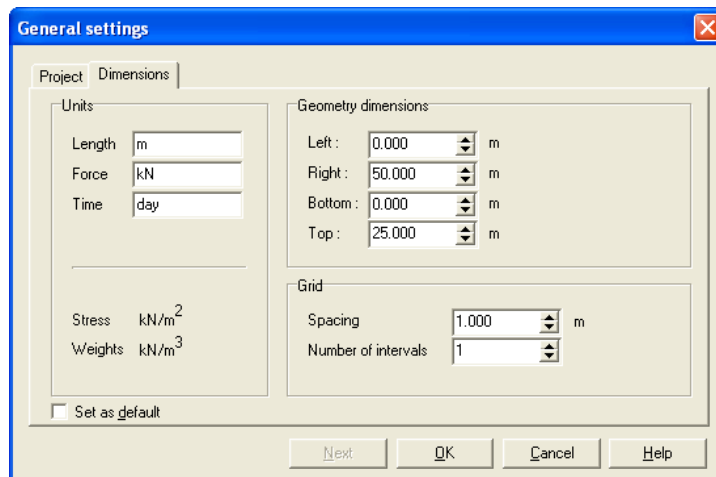 General settings
Project Dimensions
Units
Length m
Force kN
Time day
Stress kN/m²
Weights kN/m³
Geometry dimensions
Left : 0.000 m
Right : 50.000 m
Bottom : 0.000 m
Top : 25.000 m
Grid
Spacing 1.000 m
Number of intervals 1
Set as default
Next OK Cancel Help